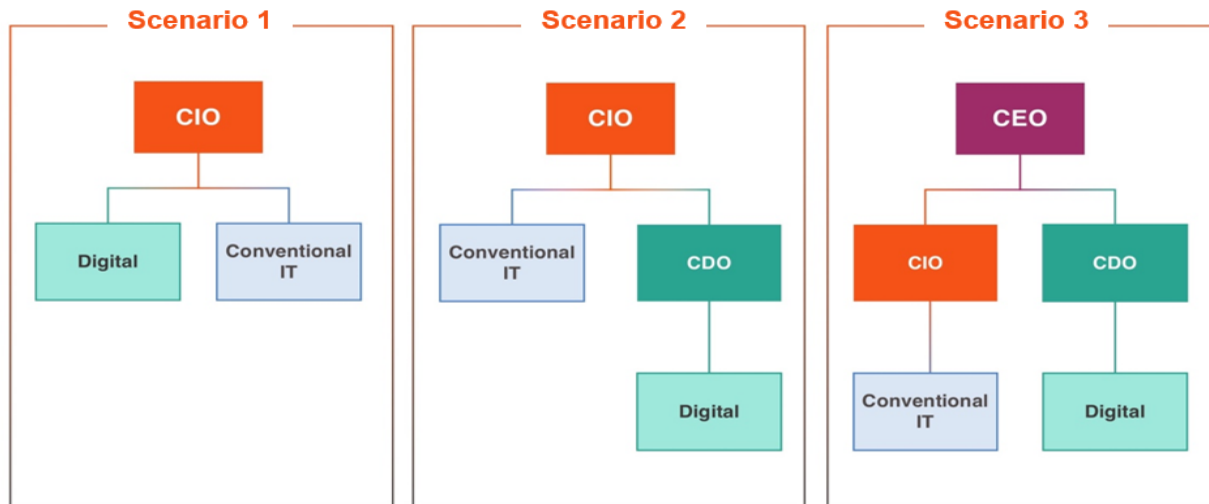 Scenario 1
CIO
Digital
Conventional
IT
Scenario 2
CIO
Conventional
IT
CDO
Digital
Scenario 3
CEO
CIO
CDO
Conventional
IT
Digital